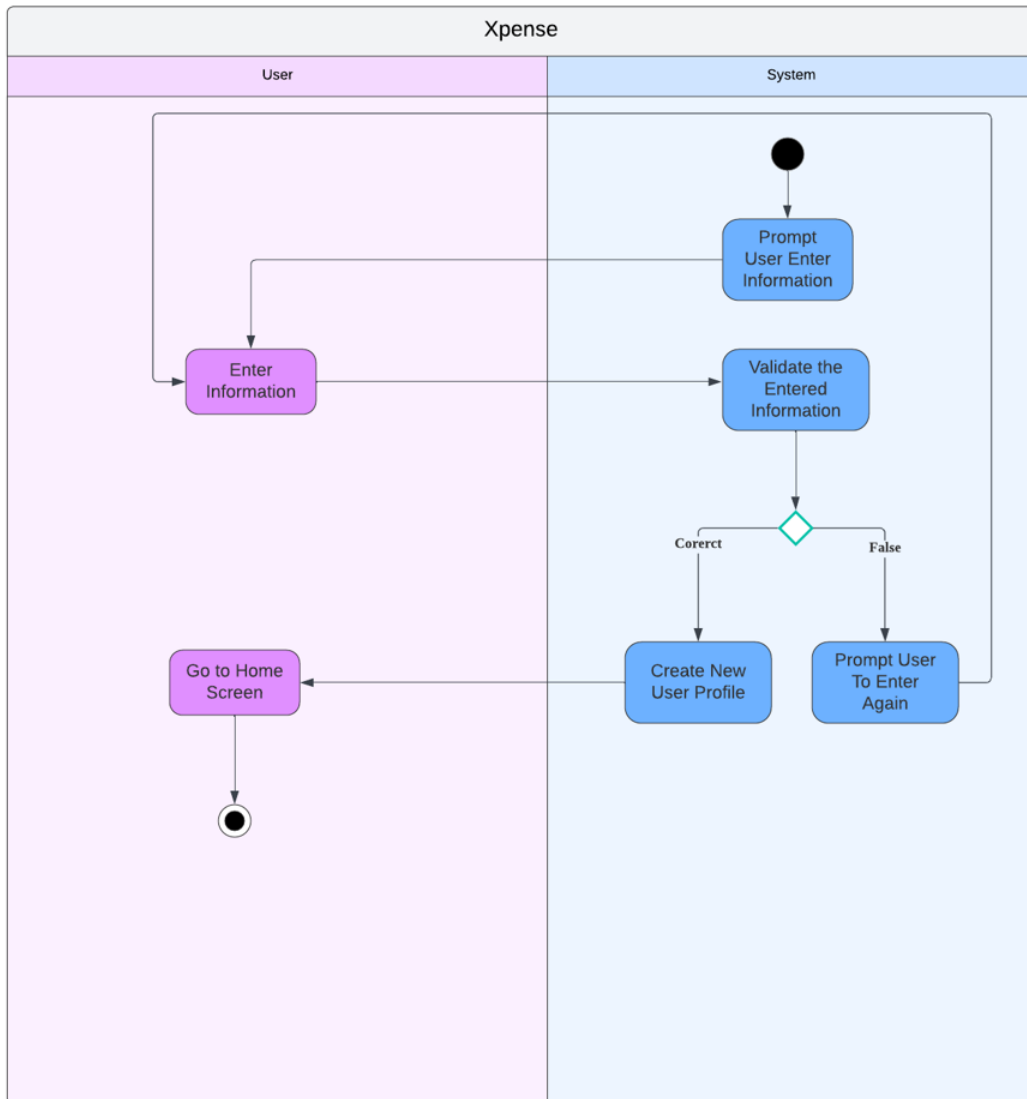 Xpense
User
System
Prompt
User Enter
Information
Enter
Information
Validate the
Entered
Information
Corerct
False
Go to Home
Screen
Create New
User Profile
Prompt User
To Enter
Again